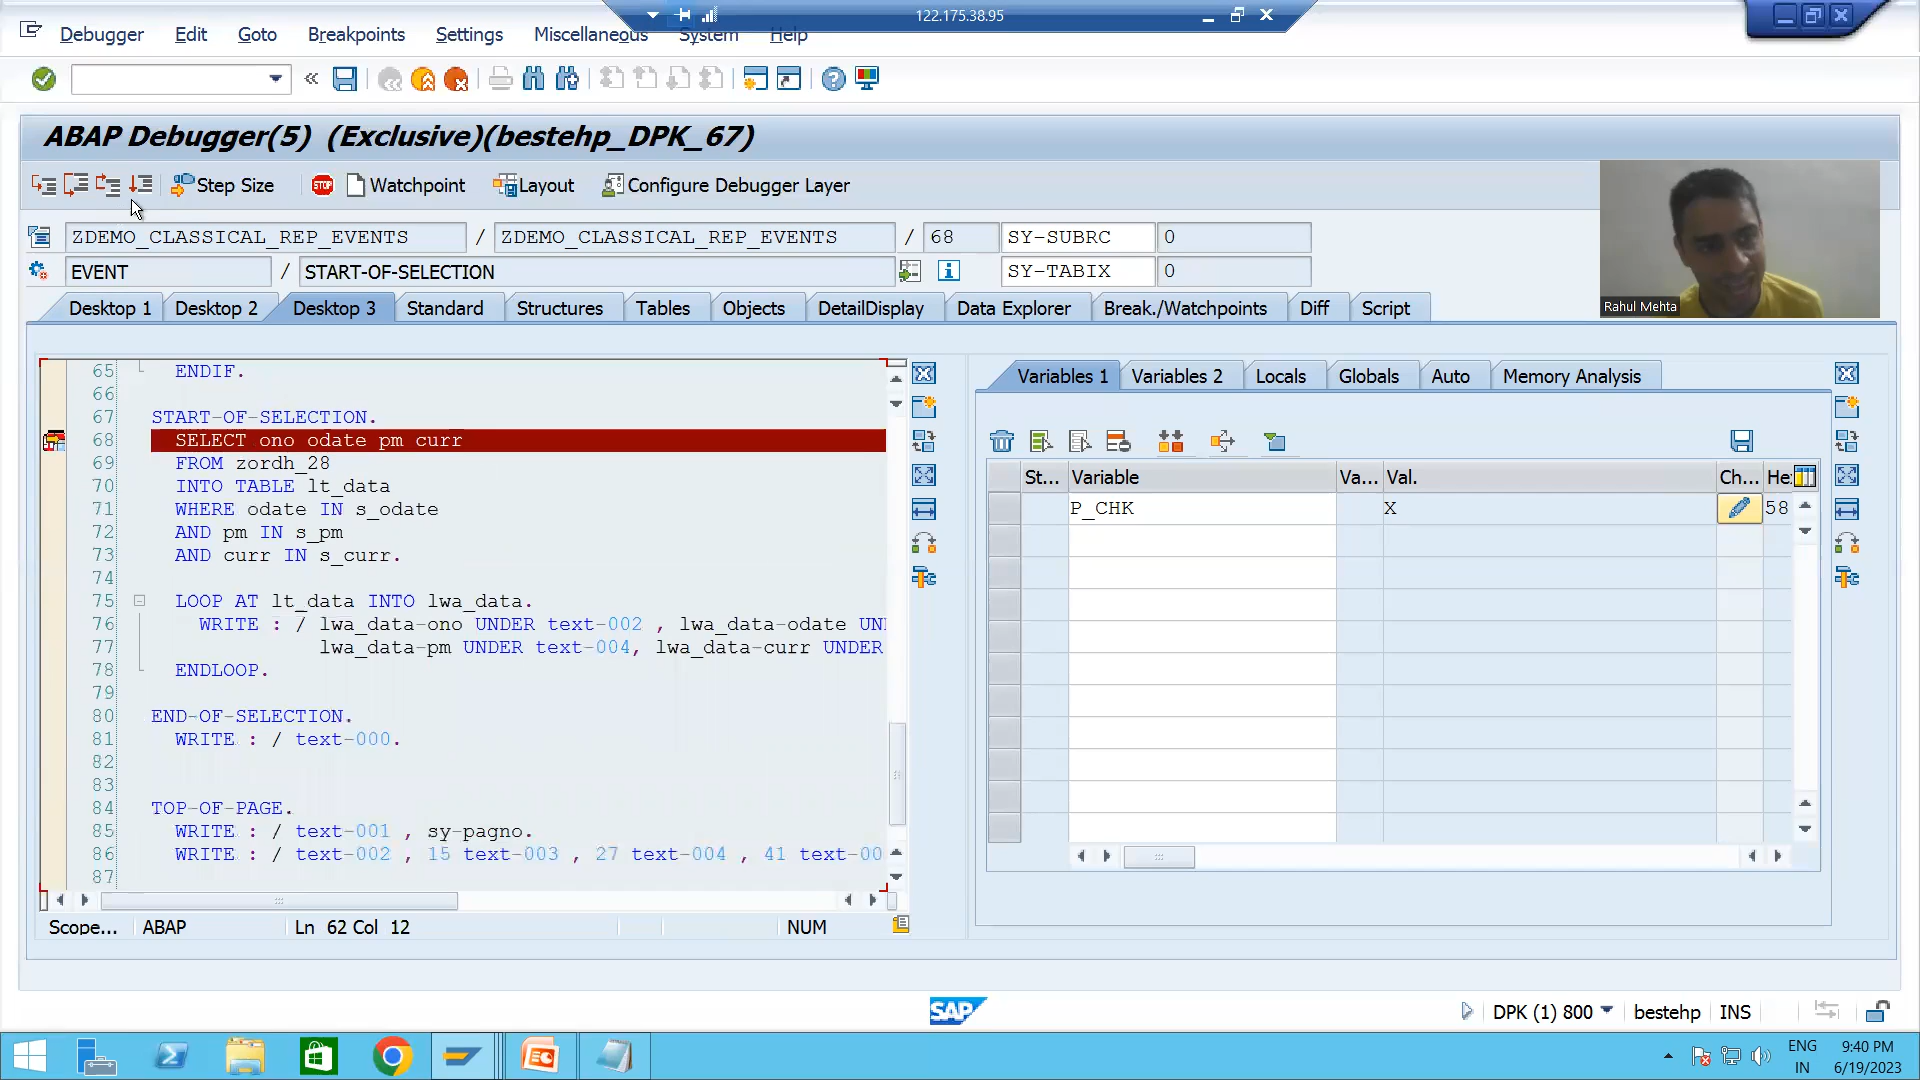 122.175.38.95
Debugger Edit Goto Breakpoints Settings Miscellaneous System Help
ABAP Debugger(5) (Exclusive)(bestehp_DPK_67)
STOP
Step Size Watchpoint Layout Configure Debugger Layer
ZDEMO_CLASSICAL_REP_EVENTS / ZDEMO_CLASSICAL_REP_EVENTS / 68 SY-SUBRC 0
EVENT / START-OF-SELECTION SY-TABIX 0
Rahul Mehta
Desktop 1 Desktop 2 Desktop 3 Standard Structures Tables Objects DetailDisplay Data Explorer Break./Watchpoints Diff Script
65 ENDIF.
66
67 START-OF-SELECTION.
68 SELECT ono odate pm curr
69 FROM zordh_28
70 INTO TABLE lt_data
71 WHERE odate IN s_odate
72 AND pm IN s_pm
73 AND curr IN s_curr.
74
75 LOOP AT lt_data INTO lwa_data.
76 WRITE : / lwa_data-ono UNDER text-002 , lwa_data-odate UN
77 lwa_data-pm UNDER text-004, lwa_data-curr UNDER
78 ENDLOOP.
79
80 END-OF-SELECTION.
81 WRITE : / text-000.
82
83
84 TOP-OF-PAGE.
85 WRITE : / text-001 , sy-pagno.
86 WRITE : / text-002 , 15 text-003 , 27 text-004 , 41 text-00
87
Scope... ABAP Ln 62 Col 12 NUM
Variables 1 Variables 2 Locals Globals Auto Memory Analysis
St... Variable Va... Val. Ch... He
P_CHK X 58
SAP
DPK (1) 800 bestehp INS
ENG 9:40 PM
IN 6/19/2023